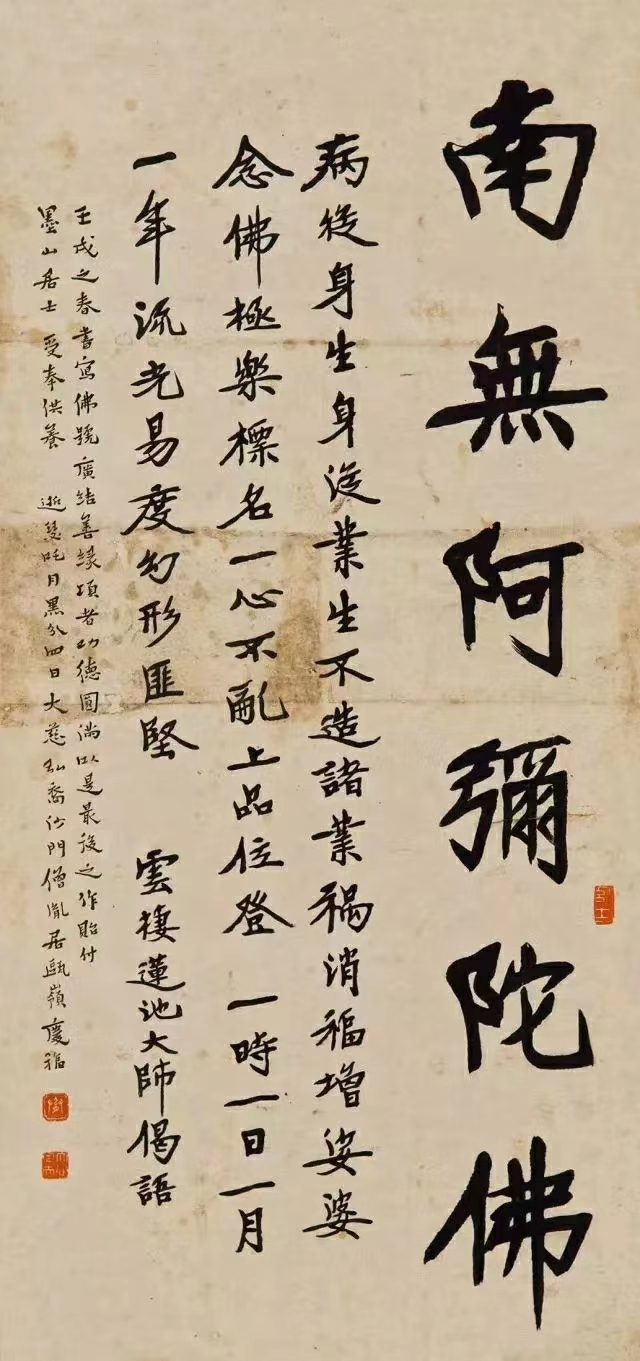 南無阿彌陀佛
病從身生身從業生不造諸業禍消福增娑婆
念佛極樂標名一心不亂上品位登 一時一日一月
一年流光易度幻形匪堅 雲棲蓮池大師偈語
壬戌之春書寫佛號廣結善緣頃者功德圓滿以是最後之作貽付
墨山居士 受奉供養 逝瑟吒月黑分四日大慈弘裔沙門僧胤居甌嶺慶福